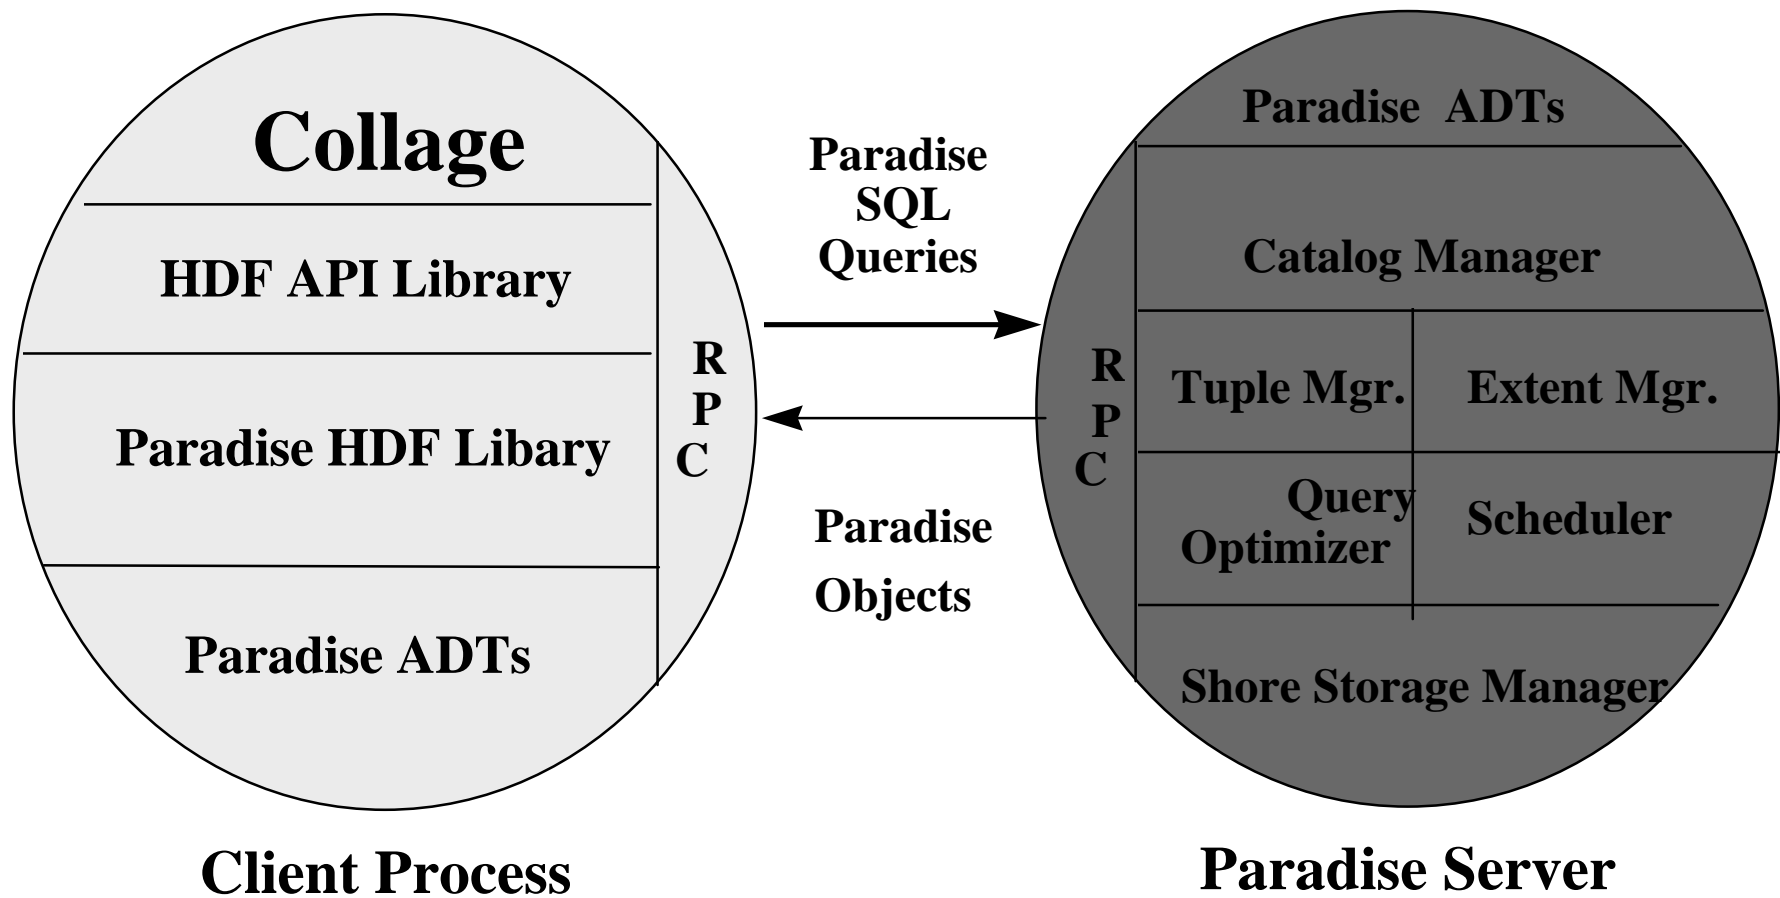 Collage
HDF API Library
Paradise HDF Libary
Paradise ADTs
R
P
C
Client Process
Paradise
SQL
Queries
Paradise
Objects
Paradise ADTs
Catalog Manager
R
P
C
Tuple Mgr.
Extent Mgr.
Query
Optimizer
Scheduler
Shore Storage Manager
Paradise Server